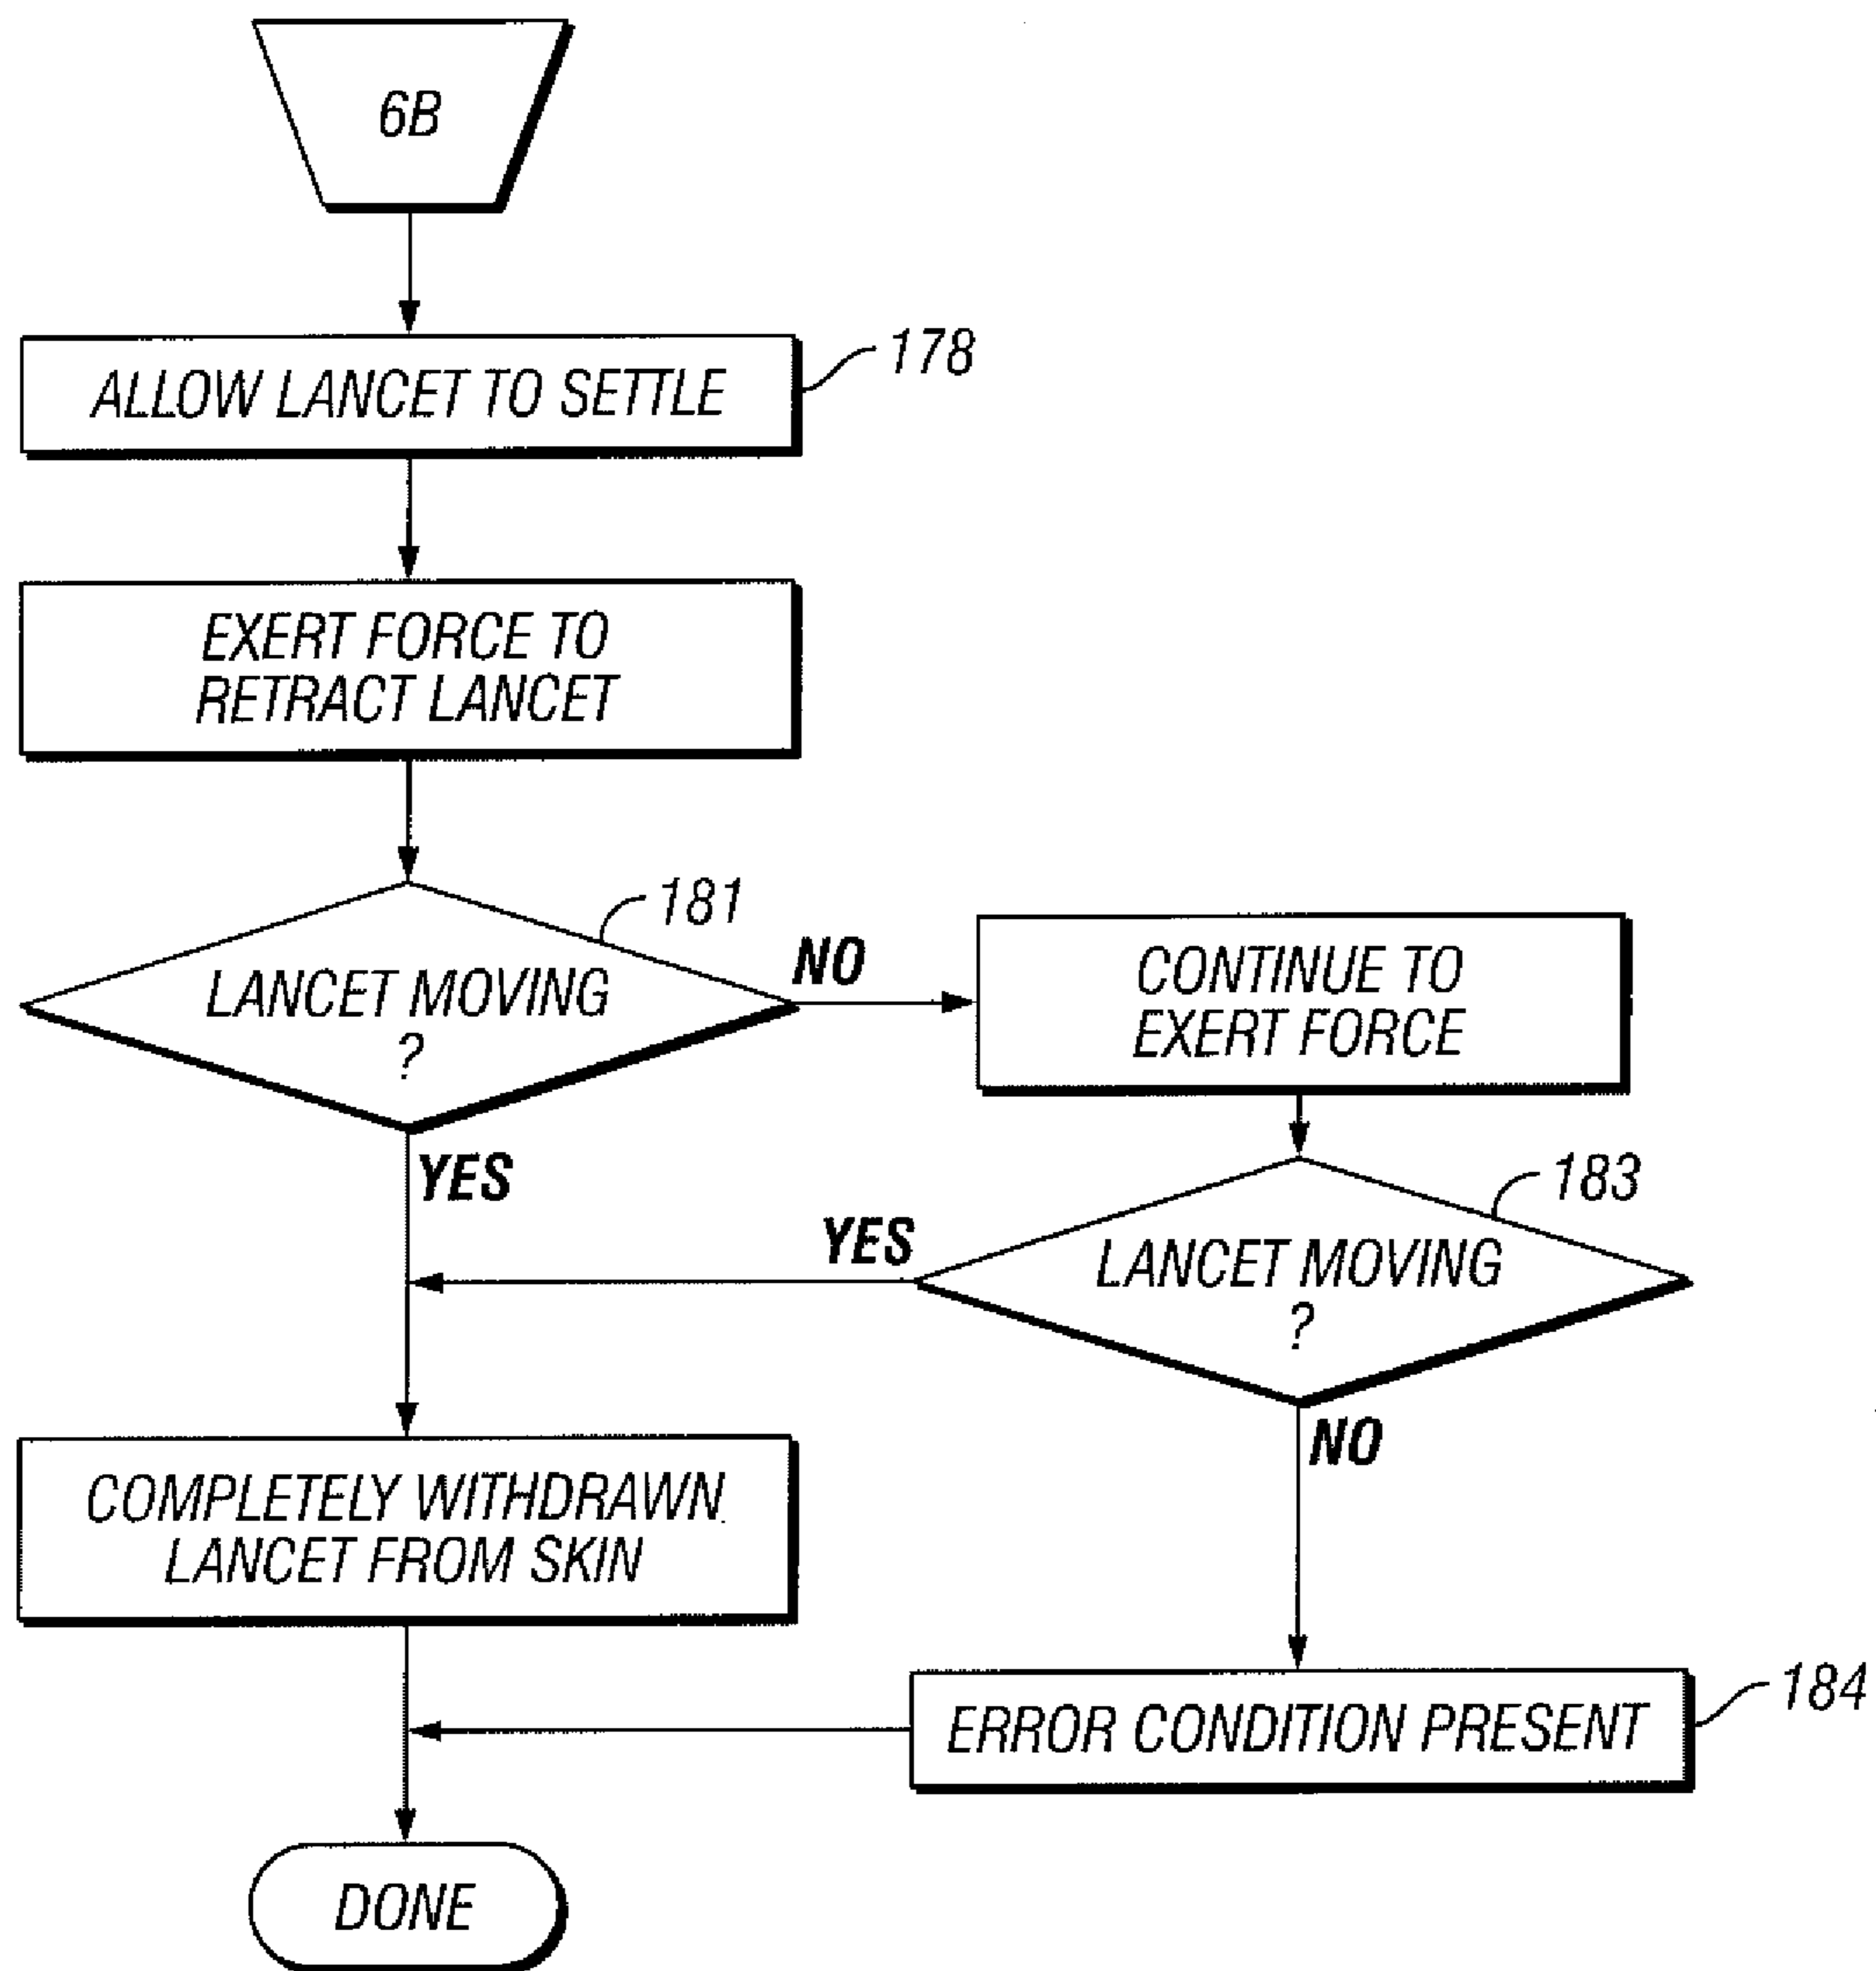 6B
ALLOW LANCET TO SETTLE
178
EXERT FORCE TO
RETRACT LANCET
181
LANCET MOVING
?
NO
YES
CONTINUE TO
EXERT FORCE
183
LANCET MOVING
?
YES
NO
COMPLETELY WITHDRAWN
LANCET FROM SKIN
ERROR CONDITION PRESENT
184
DONE